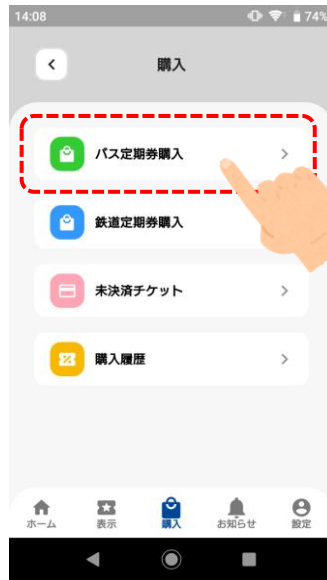 14:08
74%
購入
バス定期券購入
鉄道定期券購入
未決済チケット
購入履歴
ホーム
表示
購入
お知らせ
設定